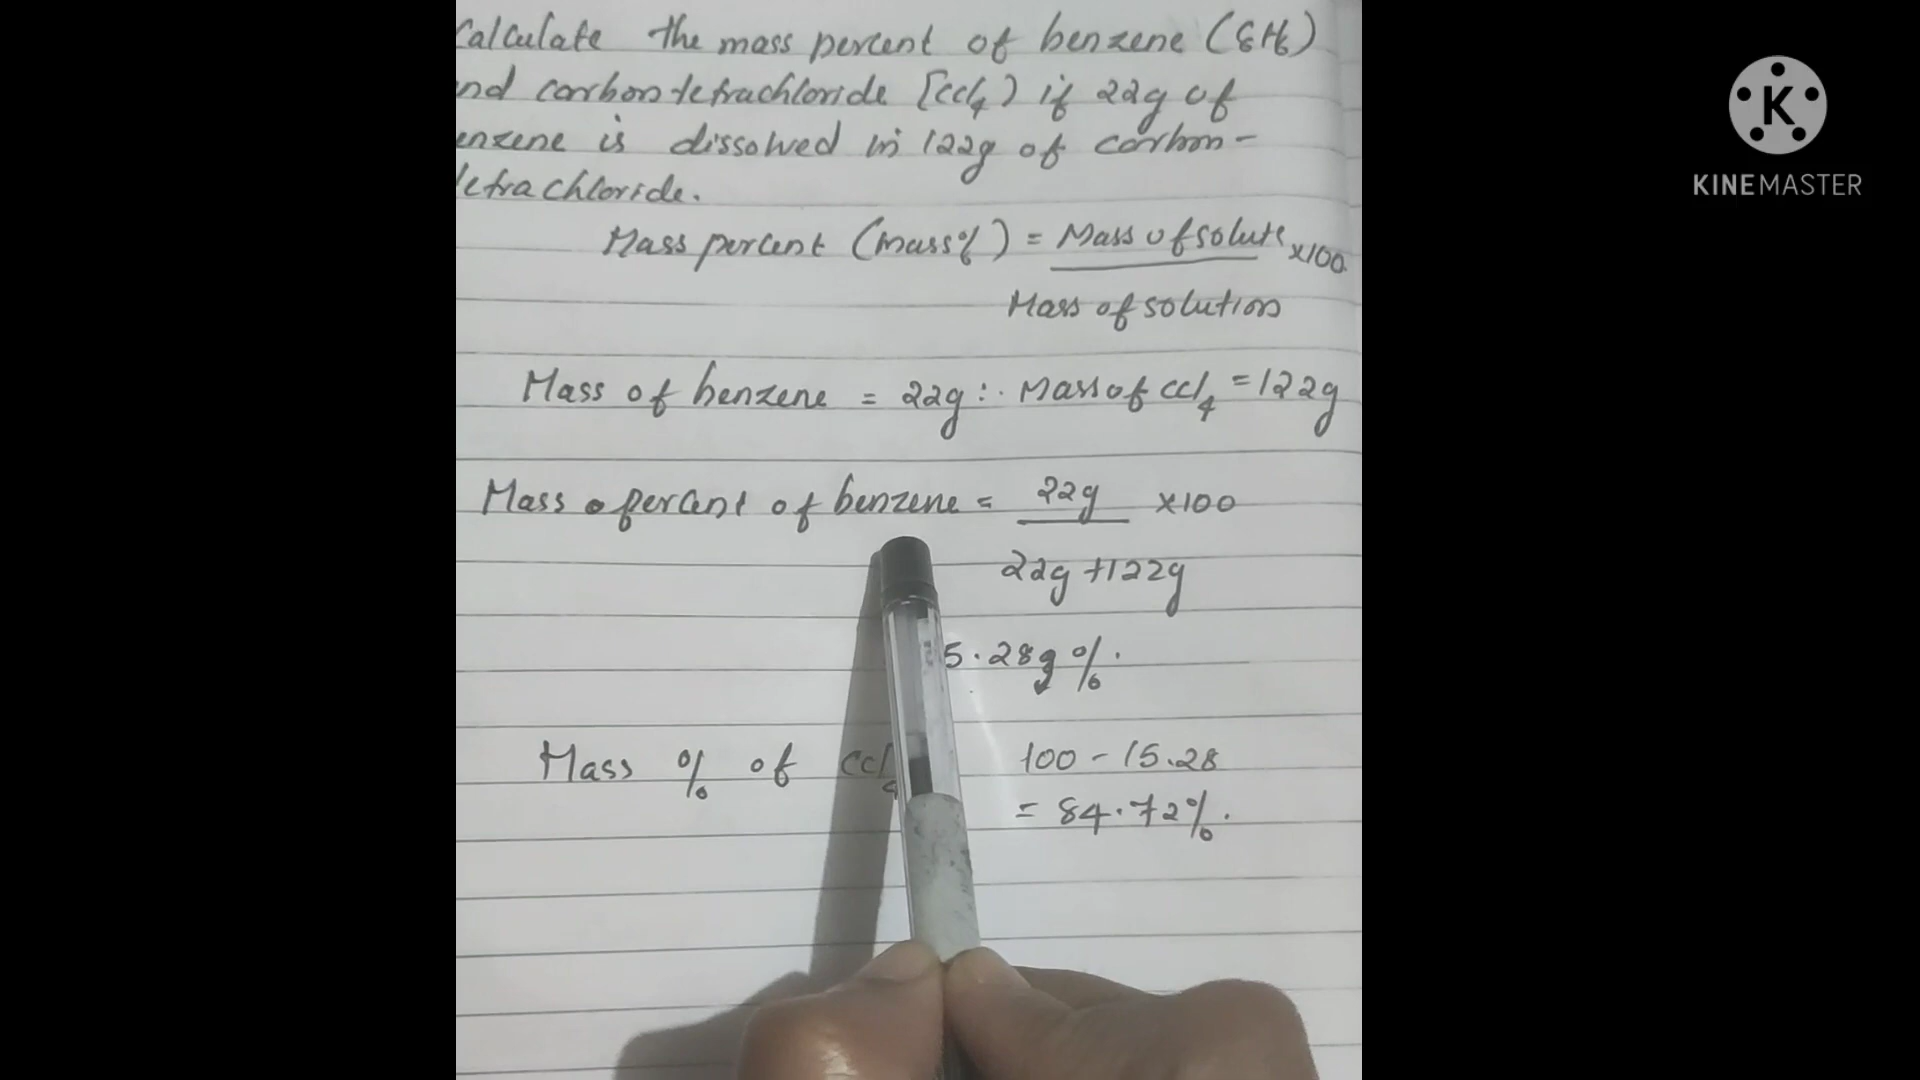 Calculate the mass percent of benzene (C6H6)
nd carbon tetrachloride [CCl4) if 22g of
enzene is dissolved in 122g of carbon-
tetrachloride.
Mass percent (mass%) = Mass of solute x100
Mass of solution
Mass of benzene = 22g ∴ Mass of CCl4 = 122g
Mass percent of benzene = 22g x100
22g + 122g
5.28g %.
Mass % of CCl4 100 - 15.28
= 84.72%.
K
KINEMASTER